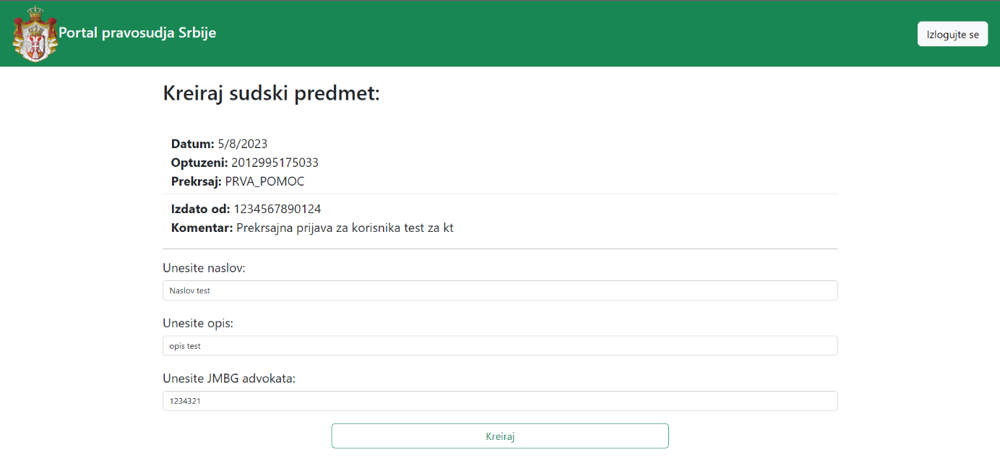 Portal pravosudja Srbije
Izlogujte se
Kreiraj sudski predmet:
Datum: 5/8/2023
Optuzeni: 2012995175033
Prekrsaj: PRVA_POMOC
Izdato od: 1234567890124
Komentar: Prekrsajna prijava za korisnika test za kt
Unesite naslov:
Naslov test
Unesite opis:
opis test
Unesite JMBG advokata:
1234321
Kreiraj